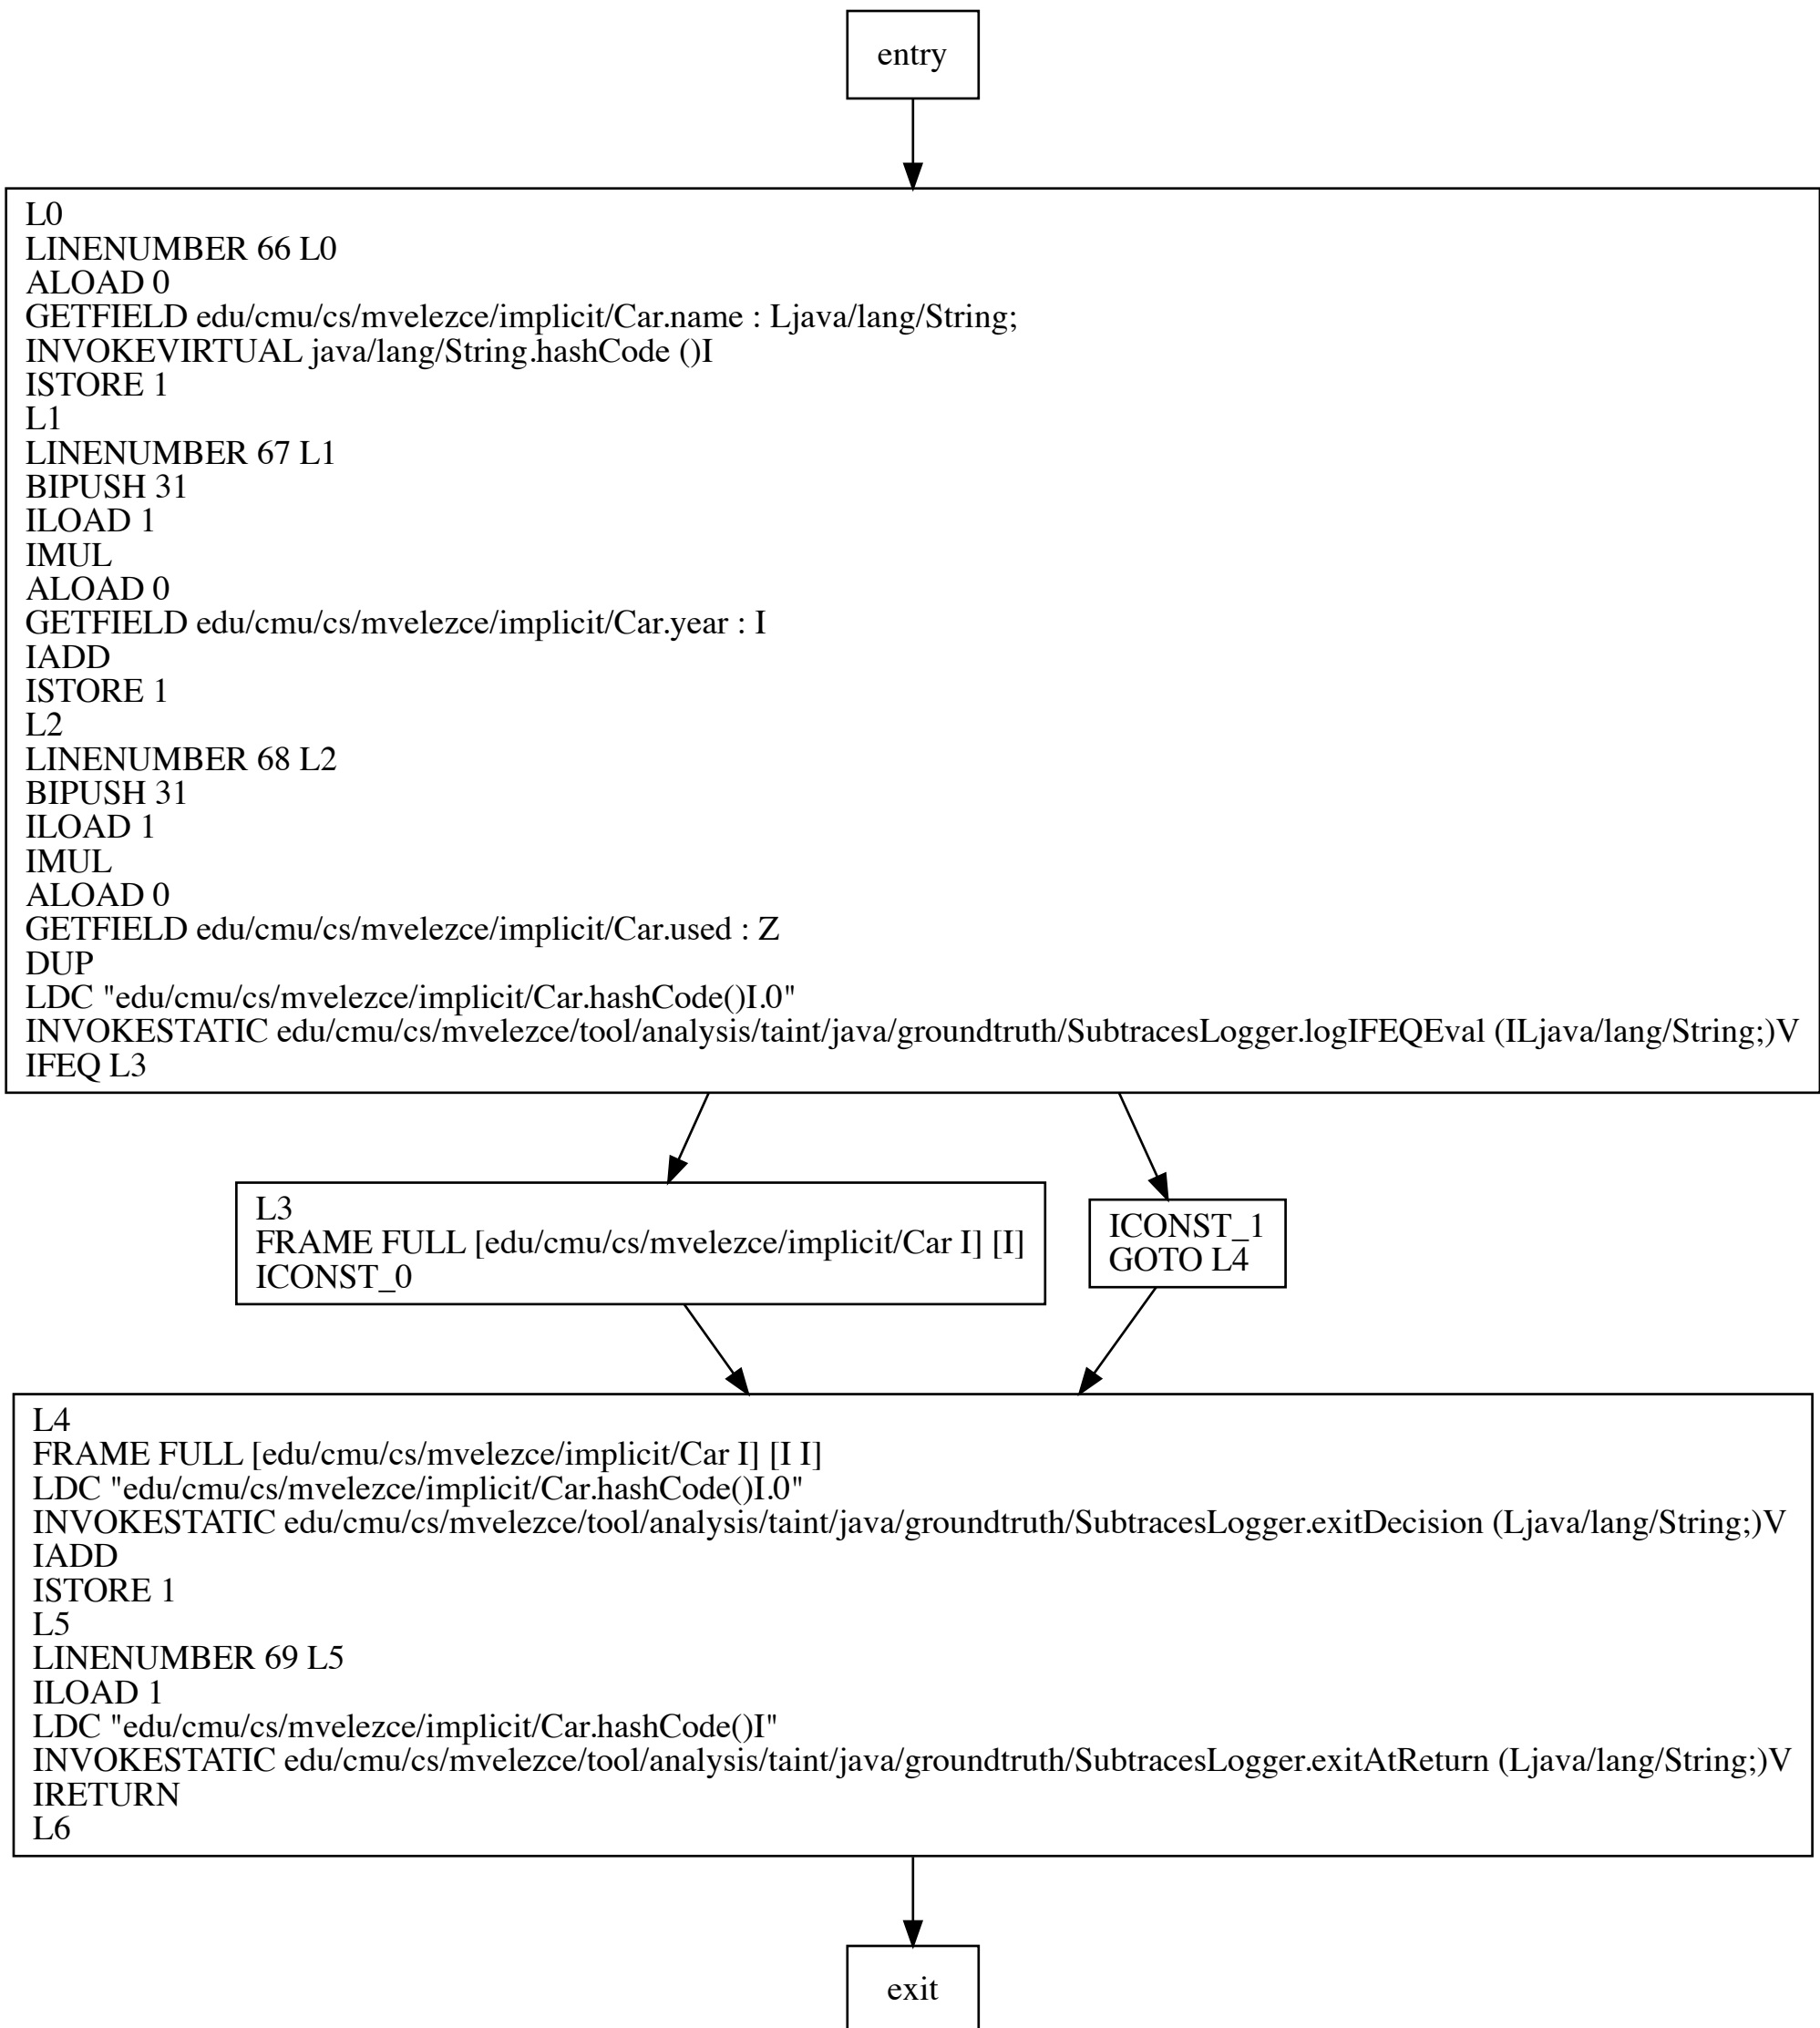 entry
L0
LINENUMBER 66 L0
ALOAD 0
GETFIELD edu/cmu/cs/mvelezce/implicit/Car.name : Ljava/lang/String;
INVOKEVIRTUAL java/lang/String.hashCode ()I
ISTORE 1
L1
LINENUMBER 67 L1
BIPUSH 31
ILOAD 1
IMUL
ALOAD 0
GETFIELD edu/cmu/cs/mvelezce/implicit/Car.year : I
IADD
ISTORE 1
L2
LINENUMBER 68 L2
BIPUSH 31
ILOAD 1
IMUL
ALOAD 0
GETFIELD edu/cmu/cs/mvelezce/implicit/Car.used : Z
DUP
LDC "edu/cmu/cs/mvelezce/implicit/Car.hashCode()I.0"
INVOKESTATIC edu/cmu/cs/mvelezce/tool/analysis/taint/java/groundtruth/SubtracesLogger.logIFEQEval (ILjava/lang/String;)V
IFEQ L3
L3
FRAME FULL [edu/cmu/cs/mvelezce/implicit/Car I] [I]
ICONST_0
ICONST_1
GOTO L4
L4
FRAME FULL [edu/cmu/cs/mvelezce/implicit/Car I] [I I]
LDC "edu/cmu/cs/mvelezce/implicit/Car.hashCode()I.0"
INVOKESTATIC edu/cmu/cs/mvelezce/tool/analysis/taint/java/groundtruth/SubtracesLogger.exitDecision (Ljava/lang/String;)V
IADD
ISTORE 1
L5
LINENUMBER 69 L5
ILOAD 1
LDC "edu/cmu/cs/mvelezce/implicit/Car.hashCode()I"
INVOKESTATIC edu/cmu/cs/mvelezce/tool/analysis/taint/java/groundtruth/SubtracesLogger.exitAtReturn (Ljava/lang/String;)V
IRETURN
L6
exit